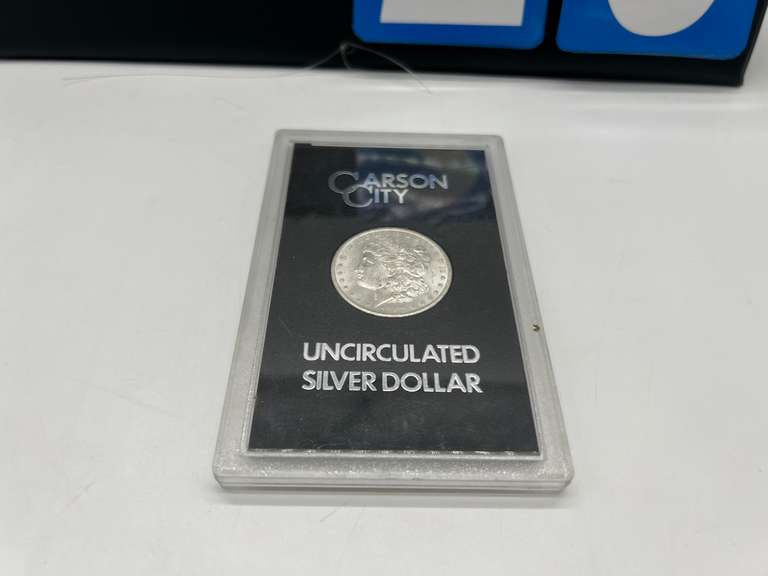 CARSON
CITY
UNCIRCULATED
SILVER DOLLAR